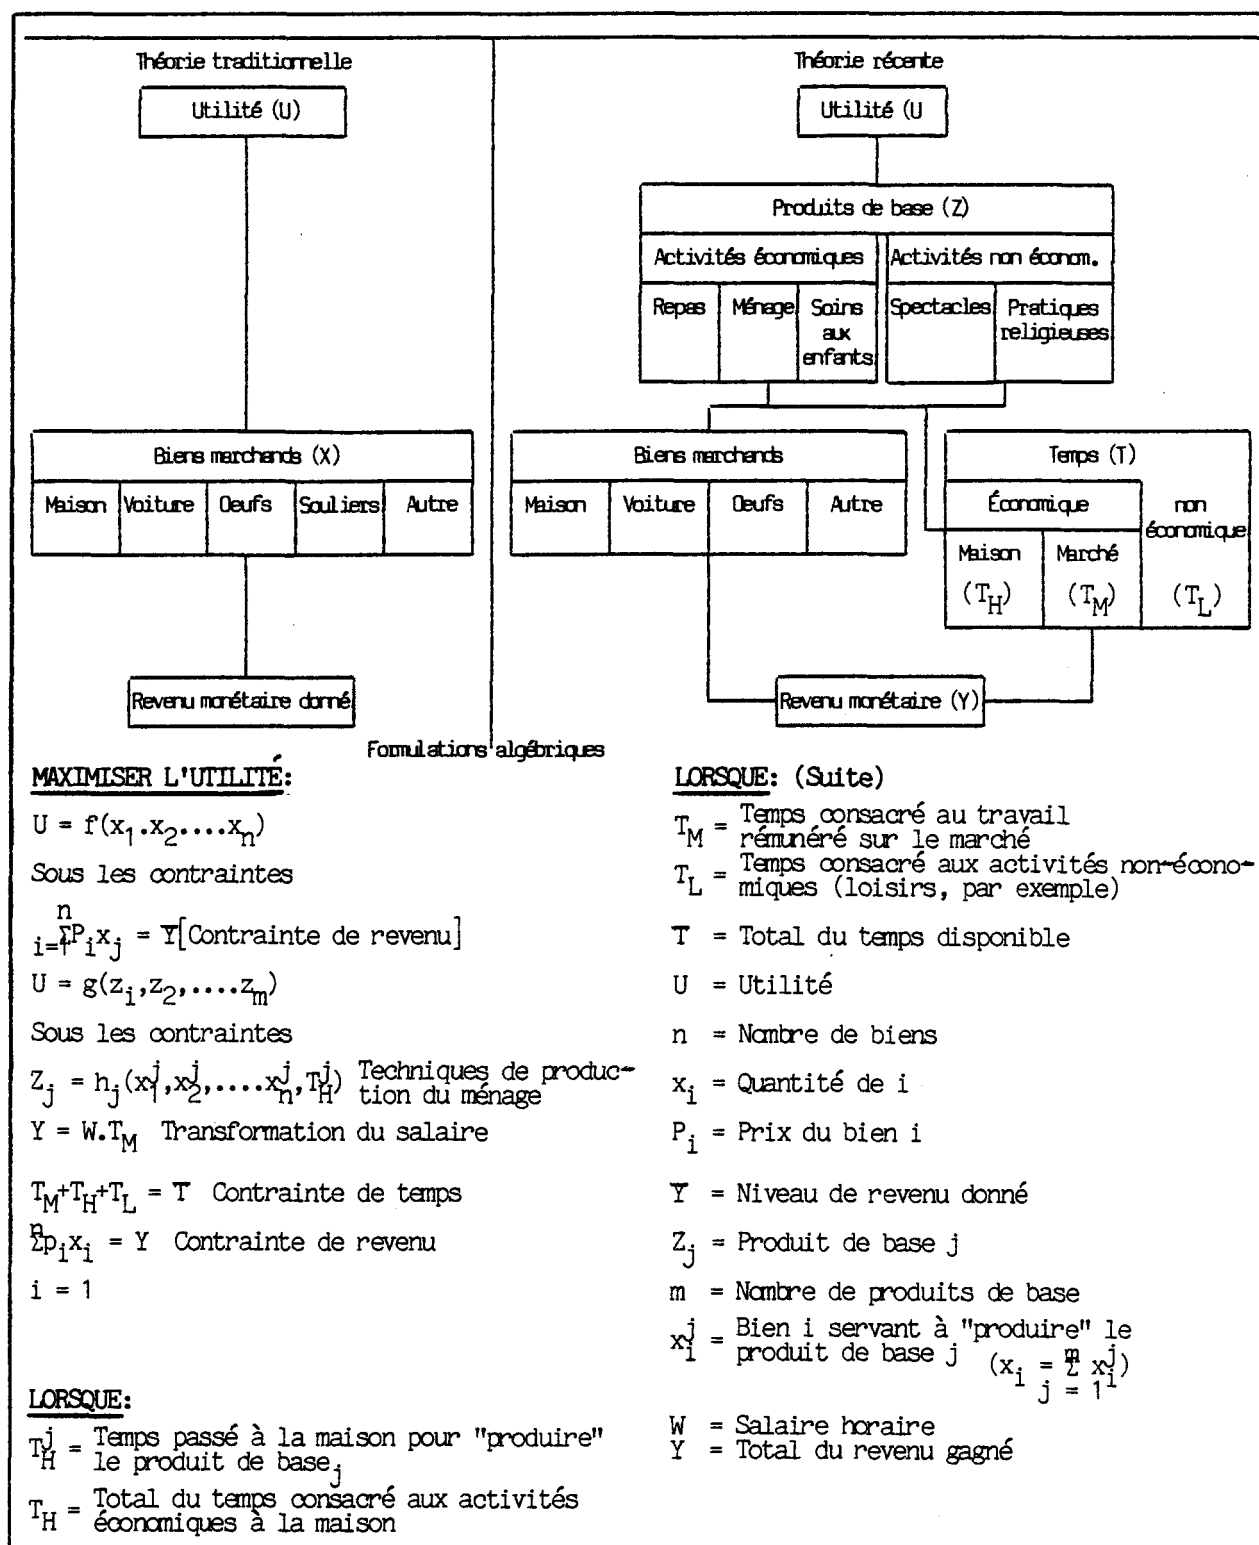 Théorie traditionnelle
Utilité (U)
Biens marchands (X)
Maison Voiture Oeufs Souliers Autre
Revenu monétaire donné
Théorie récente
Utilité (U
Produits de base (Z)
Activités économiques Activités non économ.
Repas Ménage Soins aux enfants Spectacles Pratiques religieuses
Biens marchands
Maison Voiture Oeufs Autre
Temps (T)
Économique non économique
Maison Marché
(T_H) (T_M) (T_L)
Revenu monétaire (Y)
Formulations algébriques
MAXIMISER L'UTILITÉ:
U = f(x_1.x_2....x_n)
Sous les contraintes
n
i=1 Σ P_i x_j = Y̅ [Contrainte de revenu]
U = g(z_i,z_2,....z_m)
Sous les contraintes
Z_j = h_j(x_1^j,x_2^j,....x_n^j,T_H^j) Techniques de produc-
tion du ménage
Y = W.T_M Transformation du salaire
T_M+T_H+T_L = T̅ Contrainte de temps
n
Σp_i x_i = Y Contrainte de revenu
i = 1
LORSQUE:
T_H^j = Temps passé à la maison pour "produire"
le produit de base_j
T_H = Total du temps consacré aux activités
économiques à la maison
LORSQUE: (Suite)
T_M = Temps consacré au travail
rémunéré sur le marché
T_L = Temps consacré aux activités non-écono-
miques (loisirs, par exemple)
T̅ = Total du temps disponible
U = Utilité
n = Nombre de biens
x_i = Quantité de i
P_i = Prix du bien i
Y̅ = Niveau de revenu donné
Z_j = Produit de base j
m = Nombre de produits de base
x_i^j = Bien i servant à "produire" le
produit de base j (x_i = Σ x_i^j)
m
j = 1
W = Salaire horaire
Y = Total du revenu gagné